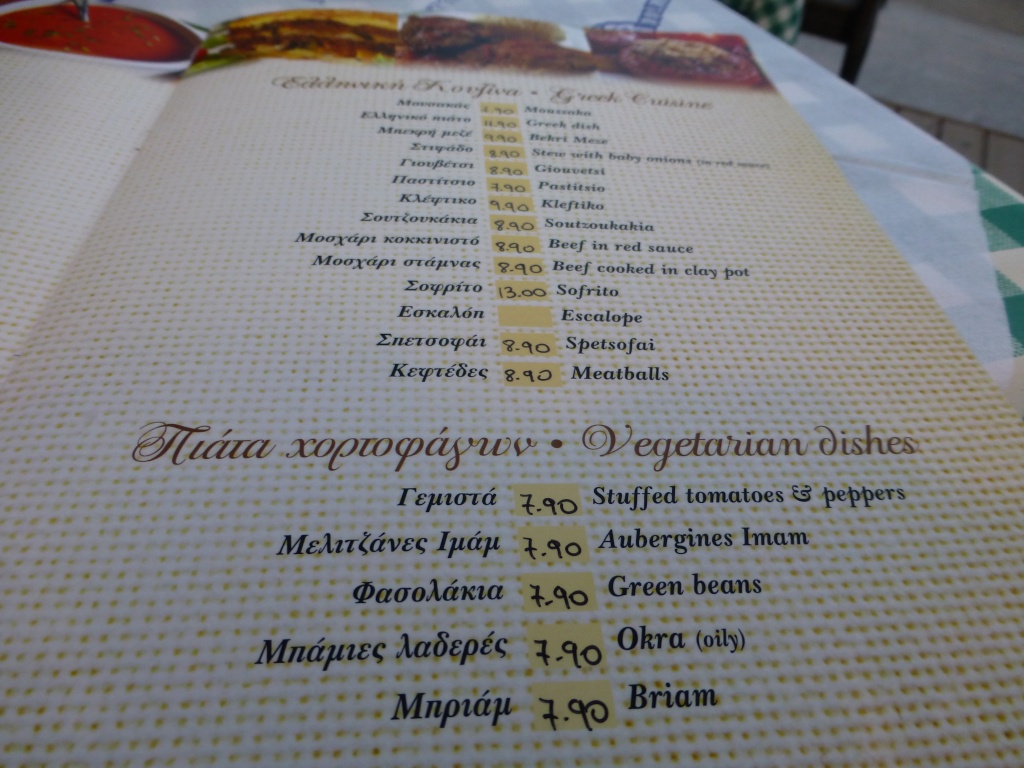 Ελληνική Κουζίνα • Greek Cuisine
Μουσακάς 7.90 Moussaka
Ελληνικό πιάτο 11.90 Greek dish
Μπεκρή μεζέ 9.90 Bekri Meze
Στιφάδο 8.90 Stew with baby onions (in red sauce)
Γιουβέτσι 8.90 Giouvetsi
Παστίτσιο 7.90 Pastitsio
Κλέφτικο 9.90 Kleftiko
Σουτζουκάκια 8.90 Soutzoukakia
Μοσχάρι κοκκινιστό 8.90 Beef in red sauce
Μοσχάρι στάμνας 8.90 Beef cooked in clay pot
Σοφρίτο 13.00 Sofrito
Εσκαλόπ Escalope
Σπετσοφάι 8.90 Spetsofai
Κεφτέδες 8.90 Meatballs
Πιάτα χορτοφάγων • Vegetarian dishes
Γεμιστά 7.90 Stuffed tomatoes & peppers
Μελιτζάνες Ιμάμ 7.90 Aubergines Imam
Φασολάκια 7.90 Green beans
Μπάμιες λαδερές 7.90 Okra (oily)
Μπριάμ 7.90 Briam